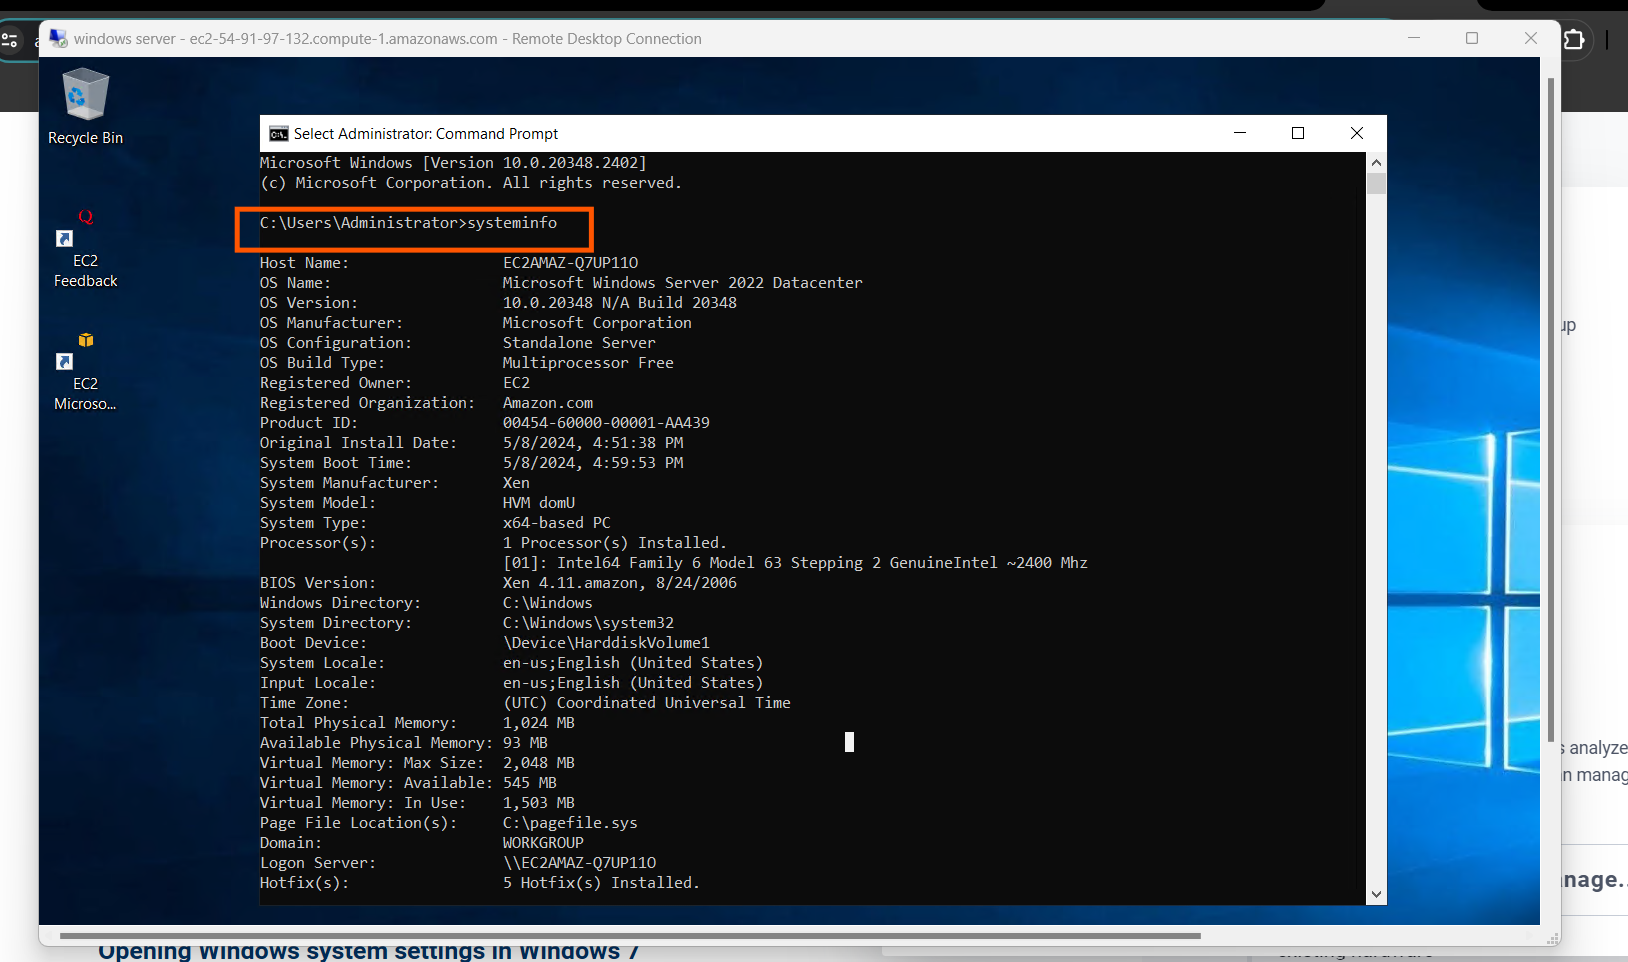 windows server - ec2-54-91-97-132.compute-1.amazonaws.com - Remote Desktop Connection
Recycle Bin
EC2
Feedback
EC2
Microso...
Select Administrator: Command Prompt
Microsoft Windows [Version 10.0.20348.2402]
(c) Microsoft Corporation. All rights reserved.
C:\Users\Administrator>systeminfo
Host Name: EC2AMAZ-Q7UP11O
OS Name: Microsoft Windows Server 2022 Datacenter
OS Version: 10.0.20348 N/A Build 20348
OS Manufacturer: Microsoft Corporation
OS Configuration: Standalone Server
OS Build Type: Multiprocessor Free
Registered Owner: EC2
Registered Organization: Amazon.com
Product ID: 00454-60000-00001-AA439
Original Install Date: 5/8/2024, 4:51:38 PM
System Boot Time: 5/8/2024, 4:59:53 PM
System Manufacturer: Xen
System Model: HVM domU
System Type: x64-based PC
Processor(s): 1 Processor(s) Installed.
[01]: Intel64 Family 6 Model 63 Stepping 2 GenuineIntel ~2400 Mhz
BIOS Version: Xen 4.11.amazon, 8/24/2006
Windows Directory: C:\Windows
System Directory: C:\Windows\system32
Boot Device: \Device\HarddiskVolume1
System Locale: en-us;English (United States)
Input Locale: en-us;English (United States)
Time Zone: (UTC) Coordinated Universal Time
Total Physical Memory: 1,024 MB
Available Physical Memory: 93 MB
Virtual Memory: Max Size: 2,048 MB
Virtual Memory: Available: 545 MB
Virtual Memory: In Use: 1,503 MB
Page File Location(s): C:\pagefile.sys
Domain: WORKGROUP
Logon Server: \\EC2AMAZ-Q7UP11O
Hotfix(s): 5 Hotfix(s) Installed.
up
s analyze
n manag
nage..
Opening Windows system settings in Windows 7
existing hardware